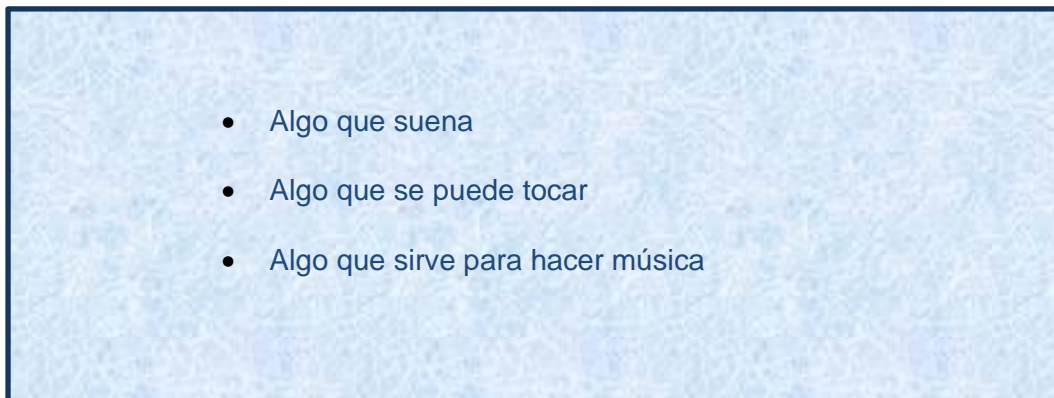 • Algo que suena
• Algo que se puede tocar
• Algo que sirve para hacer música